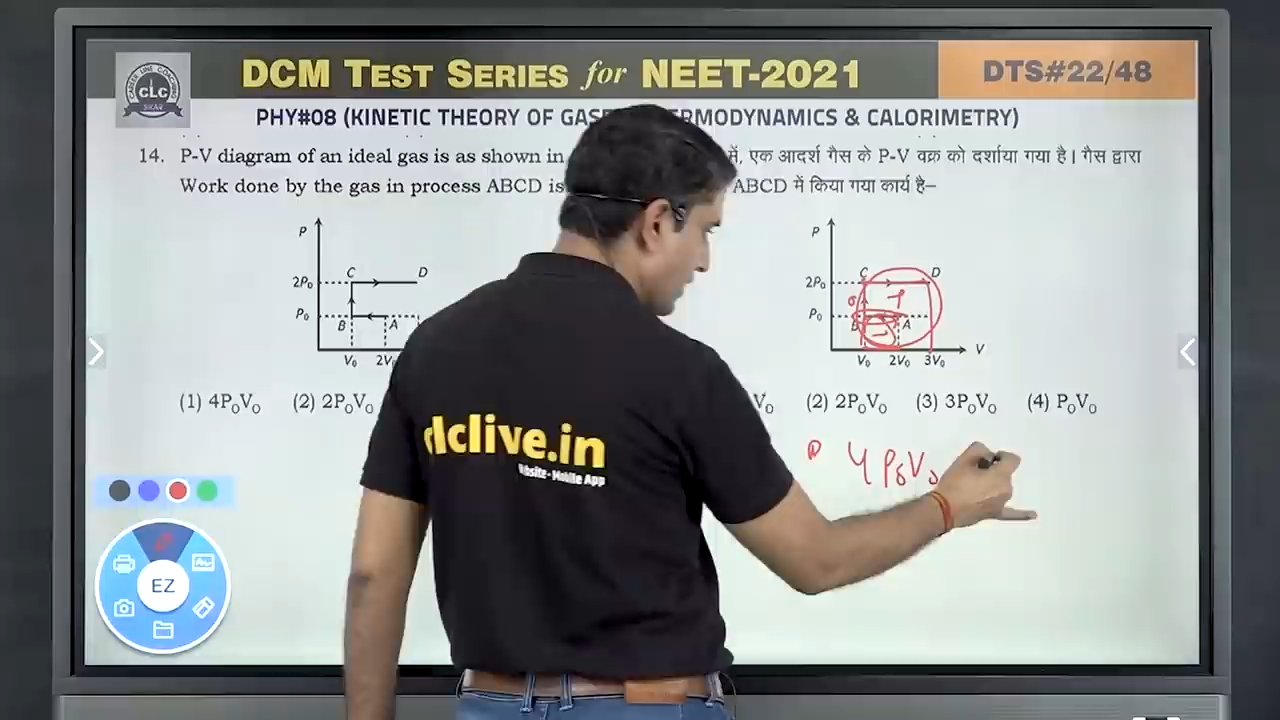 DCM TEST SERIES for NEET-2021
DTS#22/48
CAREER LINE COACHING
CLC
SIKAR
PHY#08 (KINETIC THEORY OF GAS & CALORIMETRY)
14. P-V diagram of an ideal gas is as shown in
Work done by the gas in process ABCD is
में, एक आदर्श गैस के P-V वक्र को दर्शाया गया है। गैस द्वारा
ABCD में किया गया कार्य है–
P
C D
2P₀
P₀
B A
V₀ 2V₀
P
C D
2P₀
P₀
B A
V₀ 2V₀ 3V₀
V
(1) 4P₀V₀ (2) 2P₀V₀
V₀ (2) 2P₀V₀ (3) 3P₀V₀ (4) P₀V₀
4P₀V₀
clclive.in
Website - Mobile App
EZ